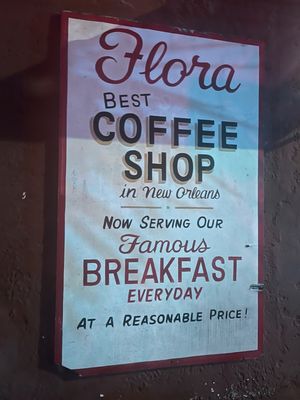 Flora
BEST
COFFEE
SHOP
in New Orleans
NOW SERVING OUR
Famous
BREAKFAST
EVERYDAY
AT A REASONABLE PRICE!